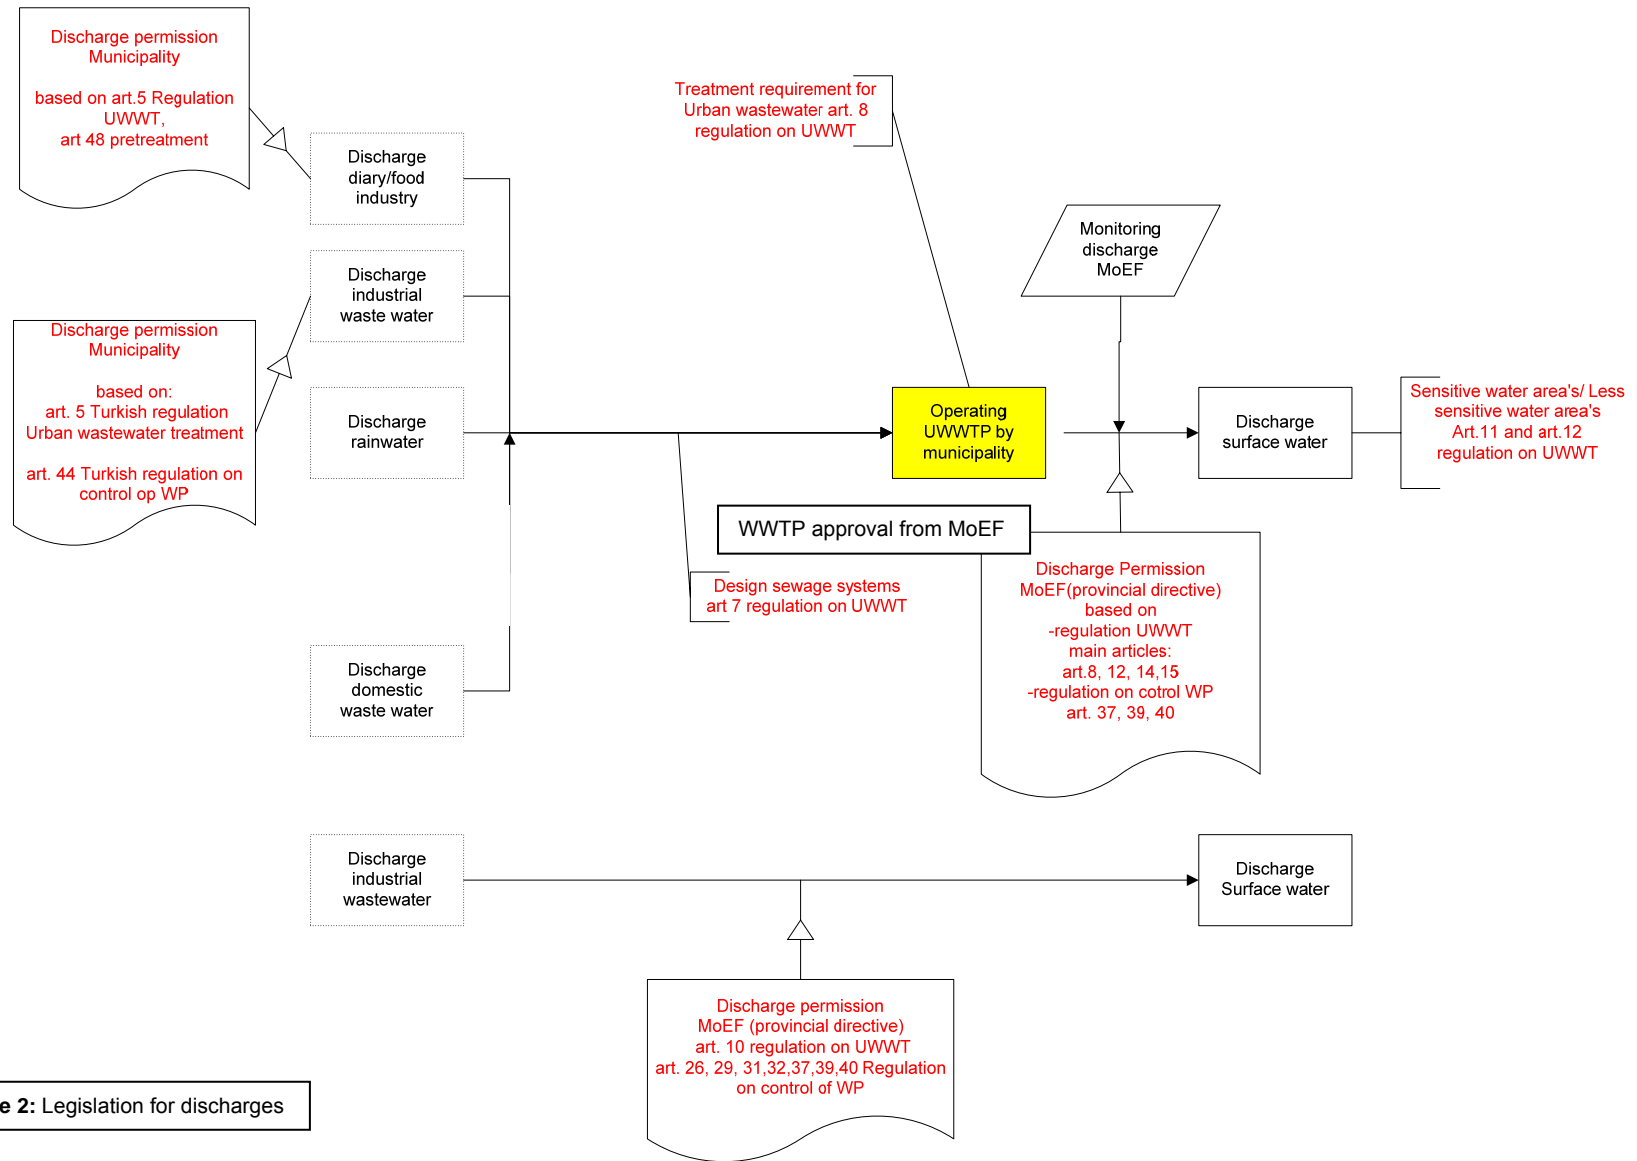 Discharge permission
Municipality
based on art.5 Regulation
UWWT,
art 48 pretreatment
Treatment requirement for
Urban wastewater art. 8
regulation on UWWT
Discharge
diary/food
industry
Monitoring
discharge
MoEF
Discharge
industrial
waste water
Discharge permission
Municipality
based on:
art. 5 Turkish regulation
Urban wastewater treatment
art. 44 Turkish regulation on
control op WP
Discharge
rainwater
Operating
UWWTP by
municipality
Discharge
surface water
Sensitive water area's/ Less
sensitive water area's
Art.11 and art.12
regulation on UWWT
WWTP approval from MoEF
Design sewage systems
art 7 regulation on UWWT
Discharge Permission
MoEF(provincial directive)
based on
-regulation UWWT
main articles:
art.8, 12, 14,15
-regulation on cotrol WP
art. 37, 39, 40
Discharge
domestic
waste water
Discharge
industrial
wastewater
Discharge
Surface water
Discharge permission
MoEF (provincial directive)
art. 10 regulation on UWWT
art. 26, 29, 31,32,37,39,40 Regulation
on control of WP
e 2: Legislation for discharges